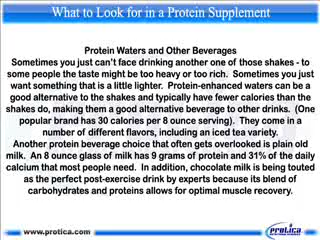 What to Look for in a Protein Supplement
Protein Waters and Other Beverages
Sometimes you just can't face drinking another one of those shakes - to
some people the taste might be too heavy or too rich. Sometimes you just
want something that is a little lighter. Protein-enhanced waters can be a
good alternative to the shakes and typically have fewer calories than the
shakes do, making them a good alternative beverage to other drinks. (One
popular brand has 30 calories per 8 ounce serving). They come in a
number of different flavors, including an iced tea variety.
Another protein beverage choice that often gets overlooked is plain old
milk. An 8 ounce glass of milk has 9 grams of protein and 31% of the daily
calcium that most people need. In addition, chocolate milk is being touted
as the perfect post-exercise drink by experts because its blend of
carbohydrates and proteins allows for optimal muscle recovery.
www.protica.com
protica